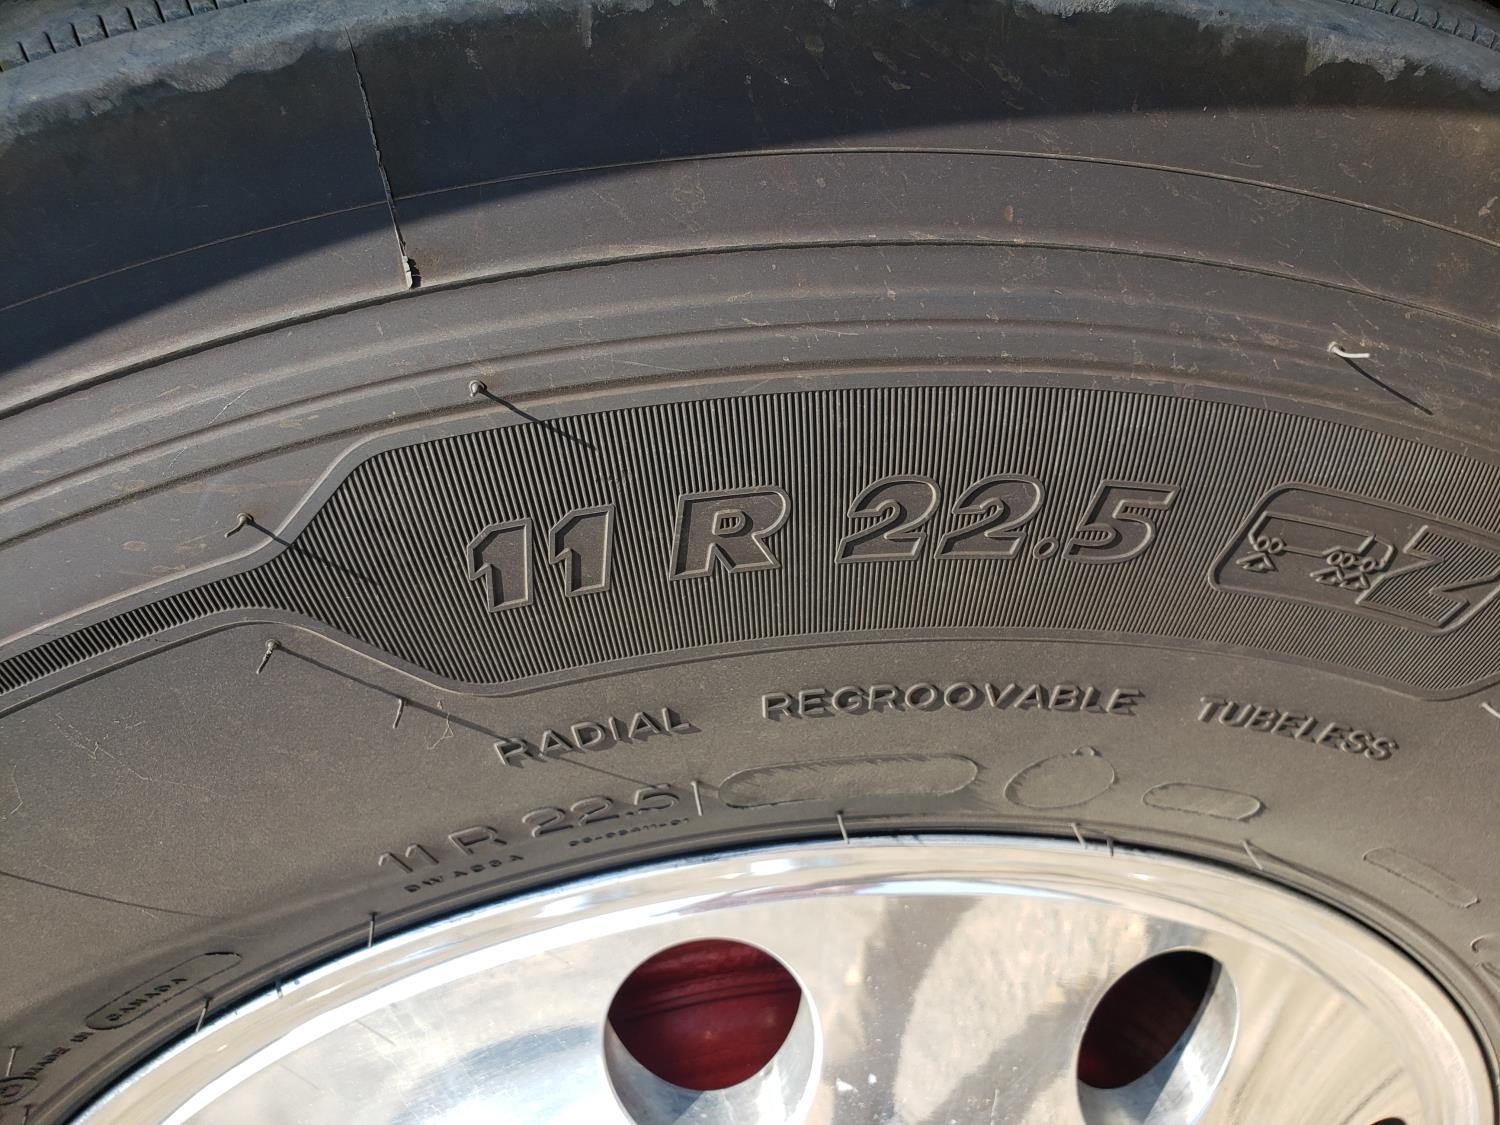 11 R 22.5 Z
RADIAL REGROOVABLE TUBELESS
11 R 22.5
MADE IN CANADA